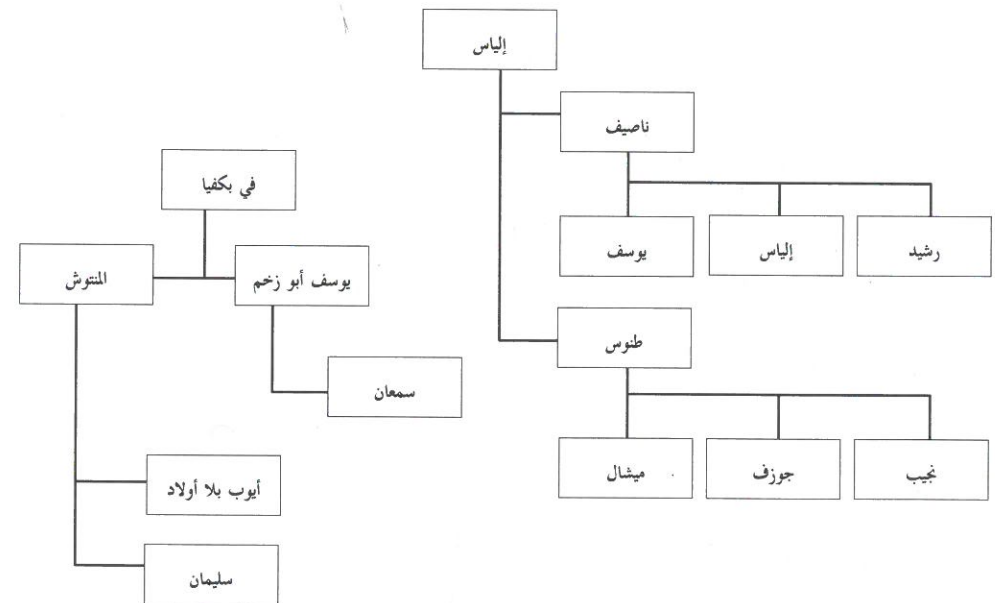 إلياس
ناصيف
رشيد
إلياس
يوسف
طنوس
نجيب
جوزف
ميشال
في بكفيا
يوسف أبو زخم
المنتوش
سمعان
أيوب بلا أولاد
سليمان